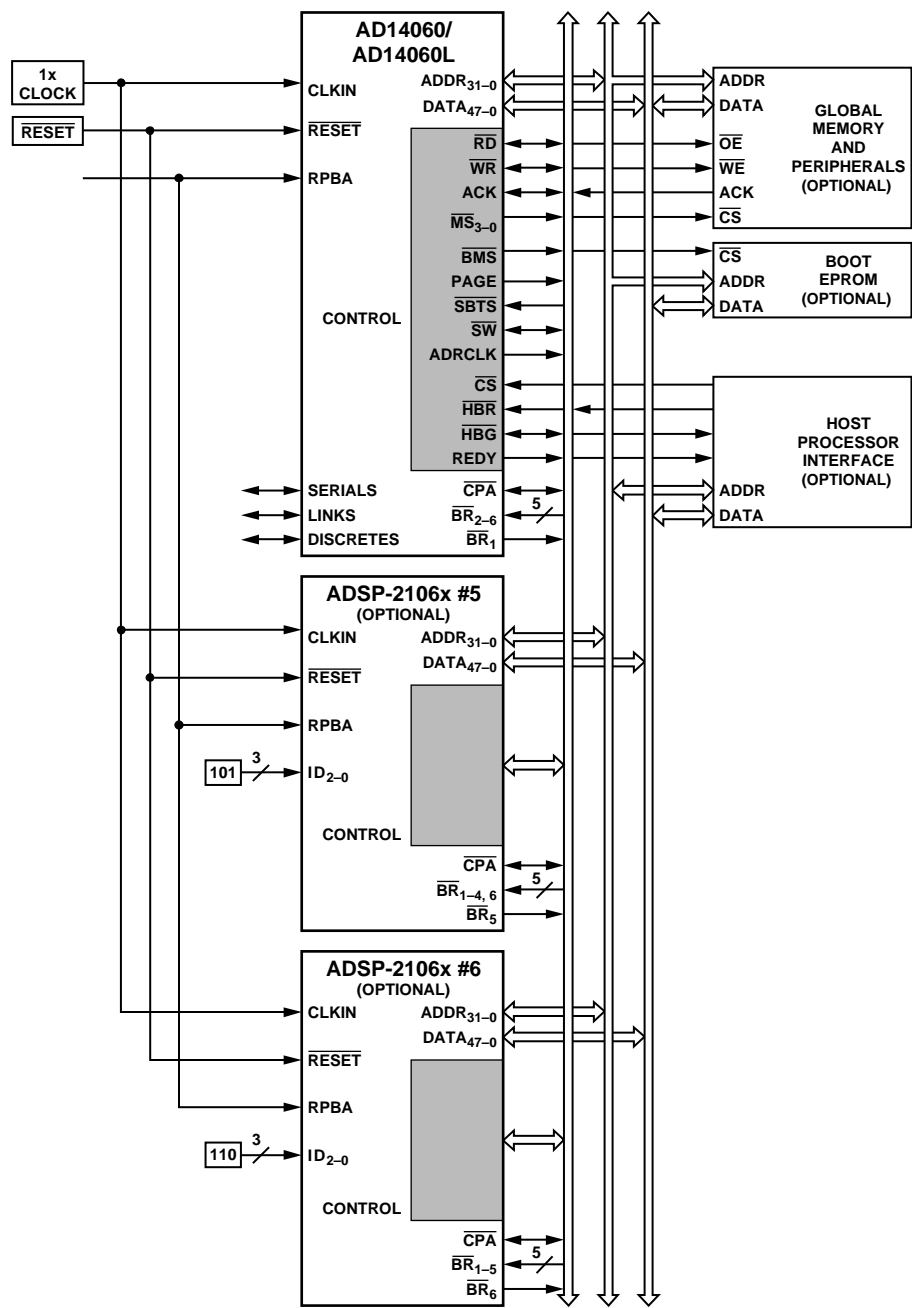 AD14060/
AD14060L
1x
CLOCK
RESET
CLKIN
RESET
RPBA
CONTROL
SERIALS
LINKS
DISCRETES
ADDR31–0
DATA47–0
RD
WR
ACK
MS3–0
BMS
PAGE
SBTS
SW
ADRCLK
CS
HBR
HBG
REDY
CPA
BR2–6
5
BR1
ADDR
DATA
OE
WE
ACK
CS
GLOBAL
MEMORY
AND
PERIPHERALS
(OPTIONAL)
CS
ADDR
DATA
BOOT
EPROM
(OPTIONAL)
HOST
PROCESSOR
INTERFACE
(OPTIONAL)
ADDR
DATA
ADSP-2106x #5
(OPTIONAL)
CLKIN
RESET
RPBA
101
3
ID2–0
CONTROL
ADDR31–0
DATA47–0
CPA
BR1–4, 6
5
BR5
ADSP-2106x #6
(OPTIONAL)
CLKIN
RESET
RPBA
110
3
ID2–0
CONTROL
ADDR31–0
DATA47–0
CPA
BR1–5
5
BR6